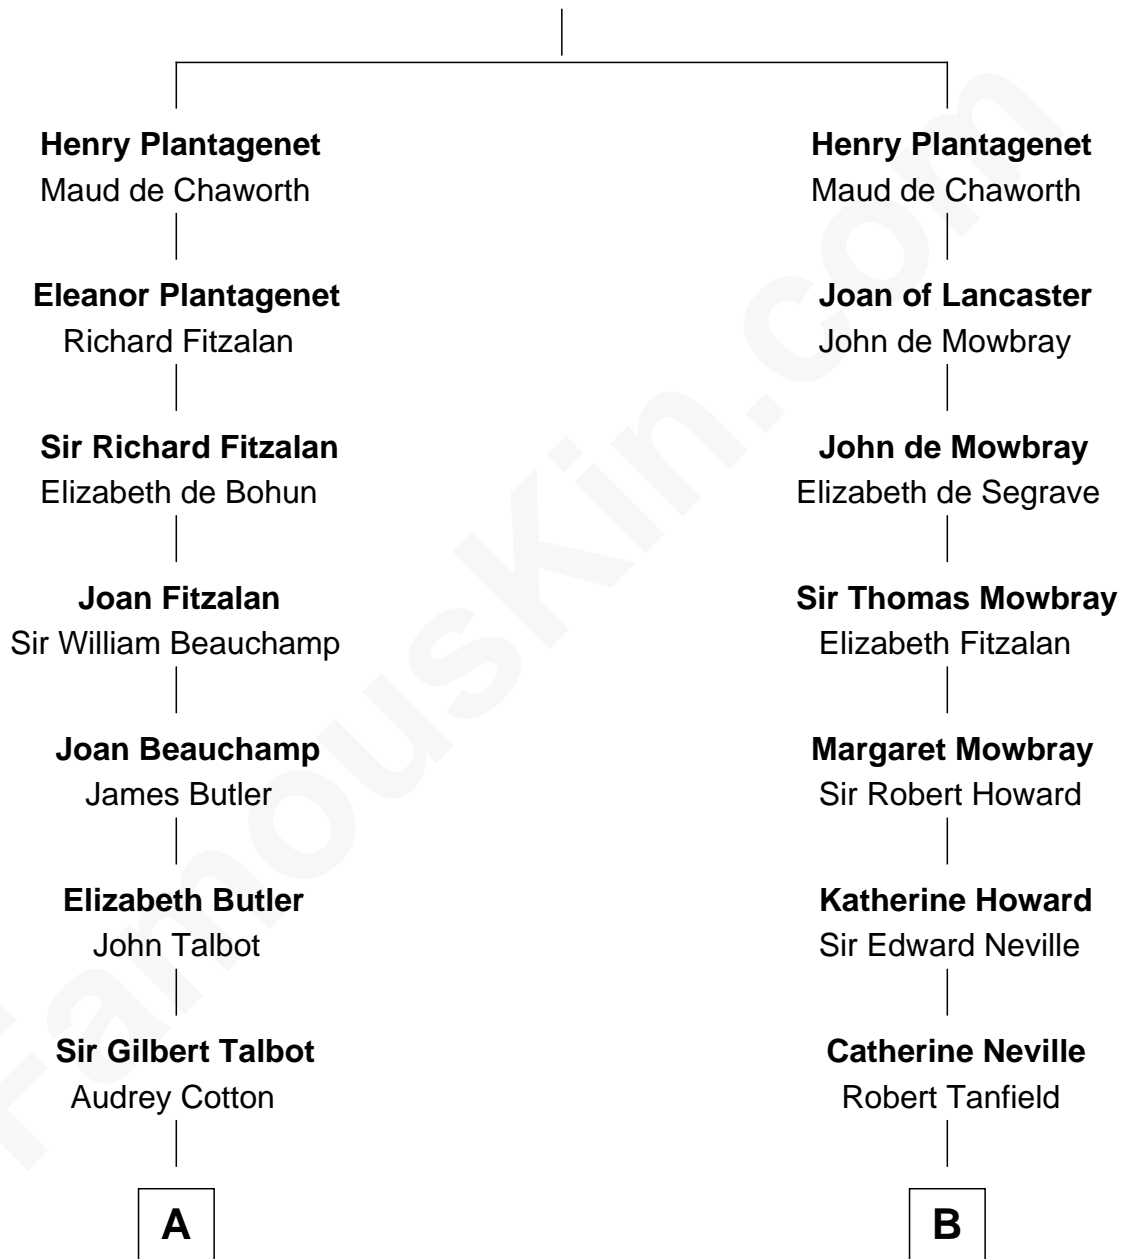 Henry Plantagenet
Maud de Chaworth
Eleanor Plantagenet
Richard Fitzalan
Sir Richard Fitzalan
Elizabeth de Bohun
Joan Fitzalan
Sir William Beauchamp
Joan Beauchamp
James Butler
Elizabeth Butler
John Talbot
Sir Gilbert Talbot
Audrey Cotton
A
Henry Plantagenet
Maud de Chaworth
Joan of Lancaster
John de Mowbray
John de Mowbray
Elizabeth de Segrave
Sir Thomas Mowbray
Elizabeth Fitzalan
Margaret Mowbray
Sir Robert Howard
Katherine Howard
Sir Edward Neville
Catherine Neville
Robert Tanfield
B
FamousKin.com